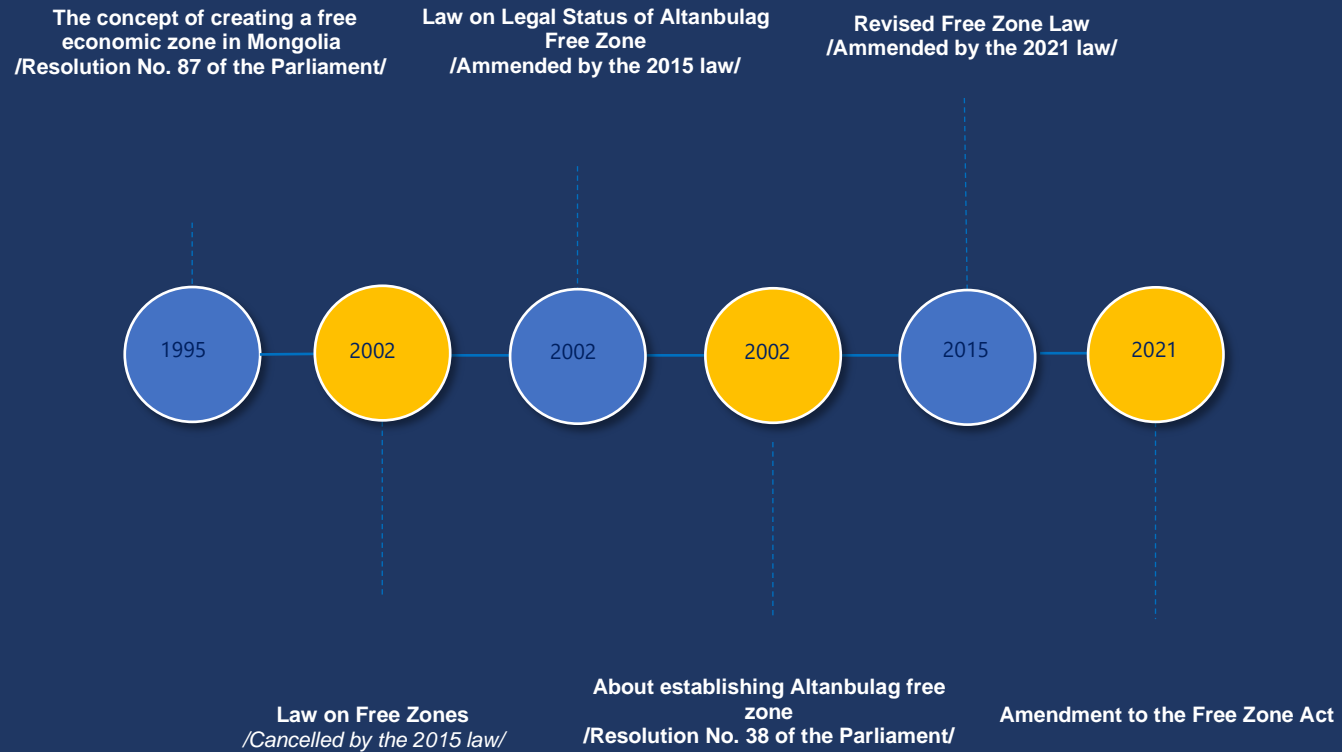 The concept of creating a free
economic zone in Mongolia
/Resolution No. 87 of the Parliament/
Law on Legal Status of Altanbulag
Free Zone
/Ammended by the 2015 law/
Revised Free Zone Law
/Ammended by the 2021 law/
1995
2002
2002
2002
2015
2021
Law on Free Zones
/Cancelled by the 2015 law/
About establishing Altanbulag free
zone
/Resolution No. 38 of the Parliament/
Amendment to the Free Zone Act